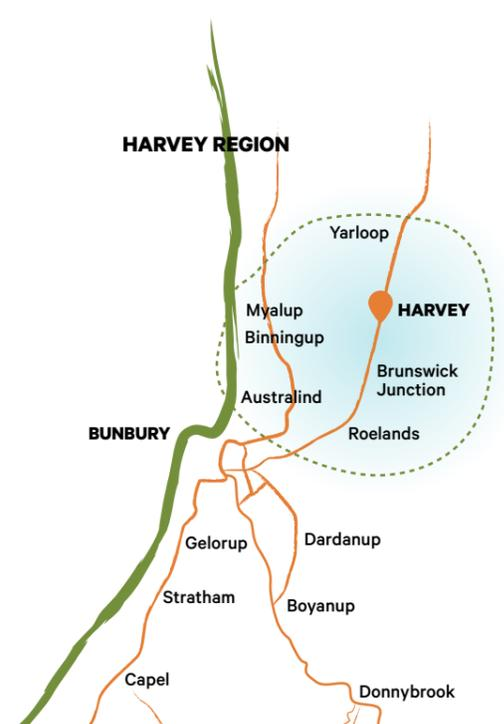 HARVEY REGION
Yarloop
Myalup
HARVEY
Binningup
Brunswick
Junction
Australind
BUNBURY
Roelands
Gelorup
Dardanup
Stratham
Boyanup
Capel
Donnybrook